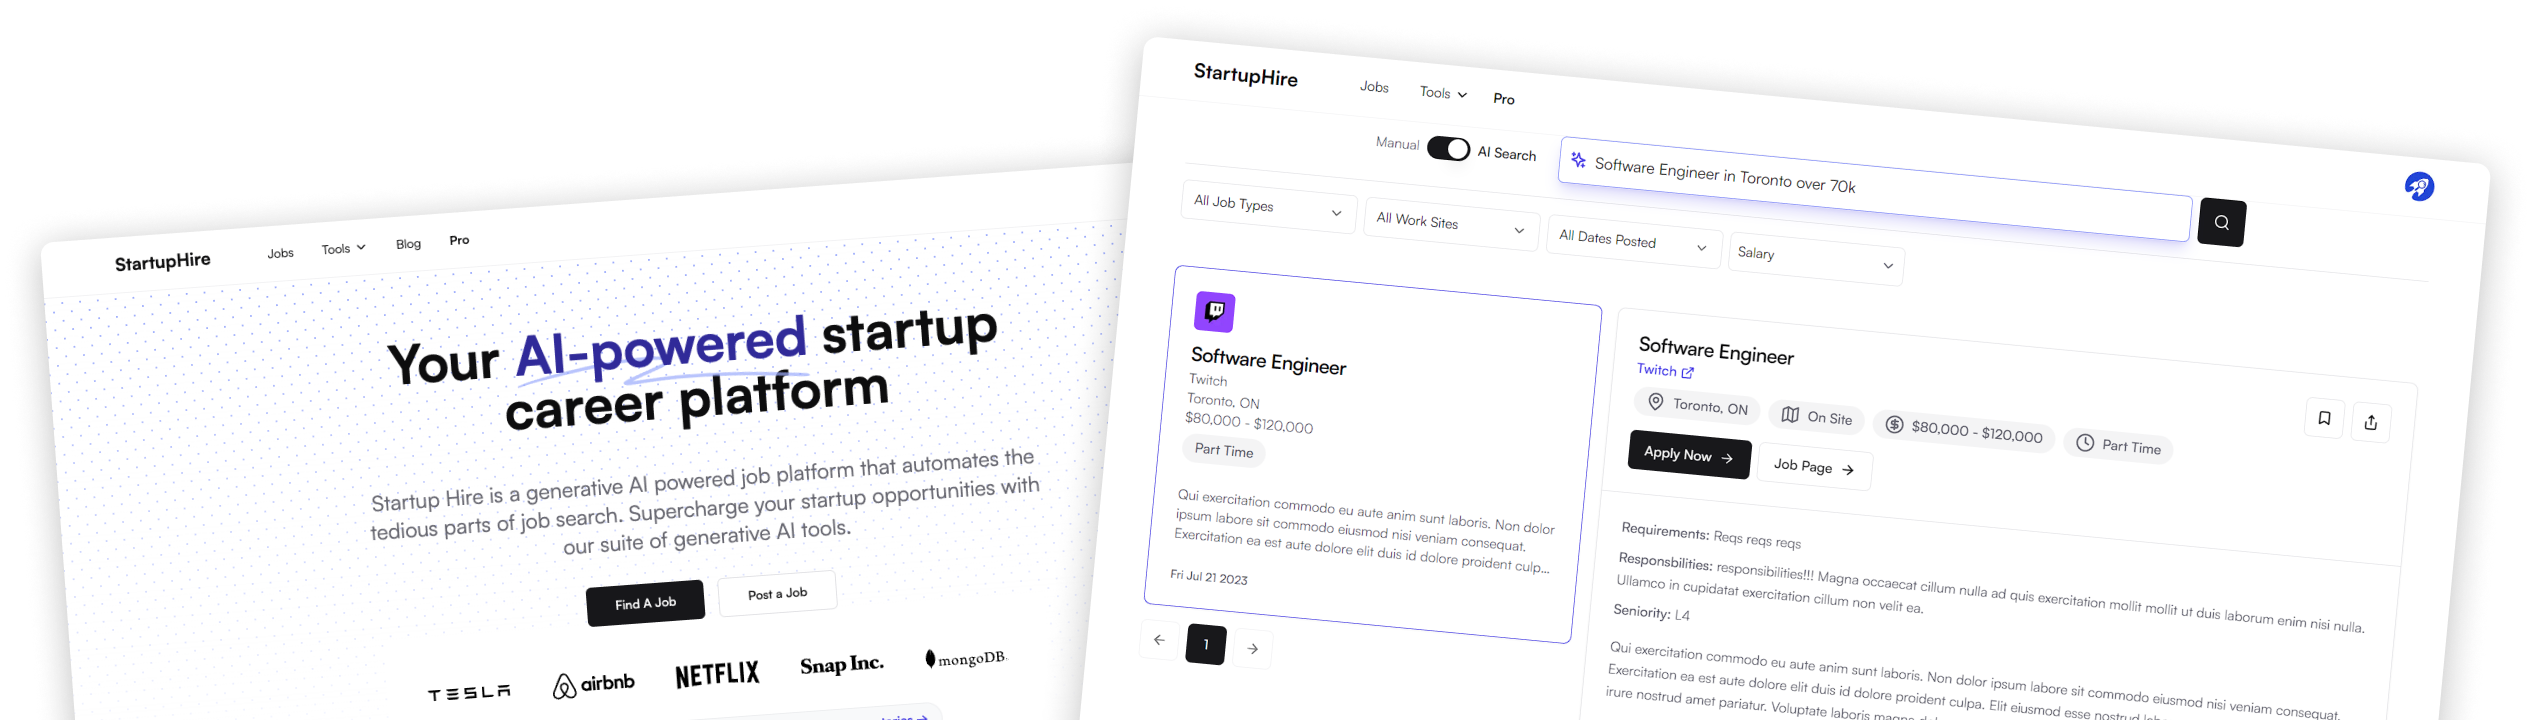 StartupHire
Jobs
Tools
Blog
Pro
Your AI-powered startup
career platform
Startup Hire is a generative AI powered job platform that automates the
tedious parts of job search. Supercharge your startup opportunities with
our suite of generative AI tools.
Find A Job
Post a Job
TESLA
airbnb
NETFLIX
Snap Inc.
mongoDB.
StartupHire
Jobs
Tools
Pro
Manual
AI Search
Software Engineer in Toronto over 70k
All Job Types
All Work Sites
All Dates Posted
Salary
Software Engineer
Twitch
Toronto, ON
$80,000 - $120,000
Part Time
Qui exercitation commodo eu aute anim sunt laboris. Non dolor
ipsum labore sit commodo eiusmod nisi veniam consequat.
Exercitation ea est aute dolore elit duis id dolore proident culp...
Fri Jul 21 2023
1
Software Engineer
Twitch
Toronto, ON
On Site
$80,000 - $120,000
Part Time
Apply Now
Job Page
Requirements: Reqs reqs reqs
Responsbilities: responsibilities!!! Magna occaecat cillum nulla ad quis exercitation mollit mollit ut duis laborum enim nisi nulla.
Ullamco in cupidatat exercitation cillum non velit ea.
Seniority: L4
Qui exercitation commodo eu aute anim sunt laboris. Non dolor ipsum labore sit commodo eiusmod nisi veniam consequat.
Exercitation ea est aute dolore elit duis id dolore proident culpa. Elit eiusmod esse nostrud
irure nostrud amet pariatur. Voluptate laboris magna